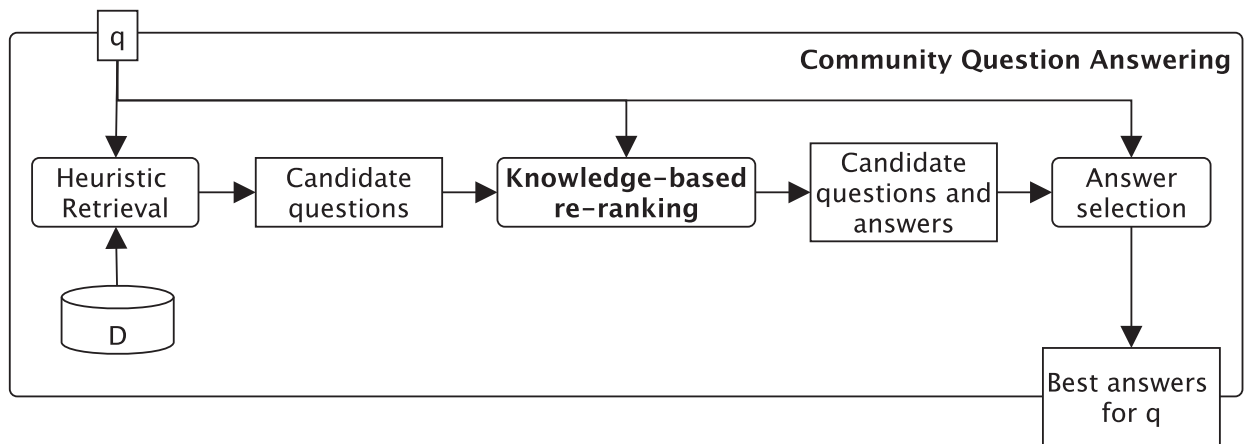 q
Community Question Answering
Heuristic
Retrieval
Candidate
questions
Knowledge-based
re-ranking
Candidate
questions and
answers
Answer
selection
D
Best answers
for q